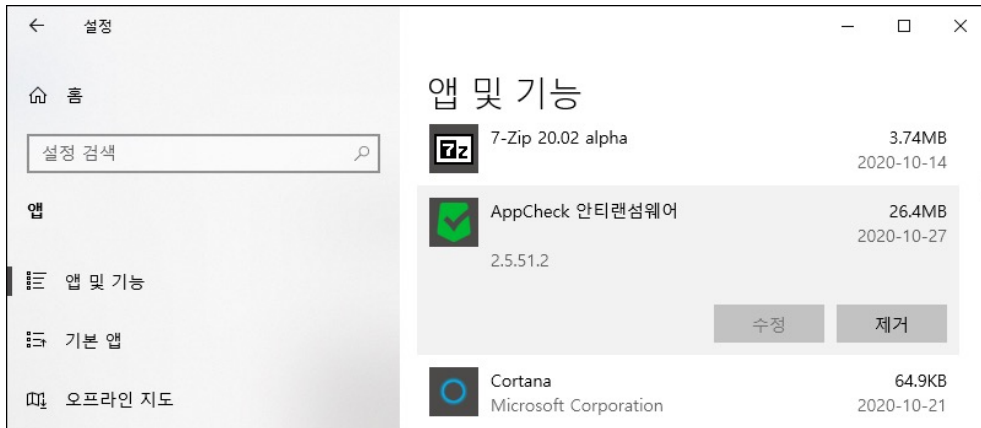 설정
홈
설정 검색
앱
앱 및 기능
기본 앱
오프라인 지도
앱 및 기능
7z
7-Zip 20.02 alpha
3.74MB
2020-10-14
AppCheck 안티랜섬웨어
26.4MB
2020-10-27
2.5.51.2
수정
제거
Cortana
64.9KB
Microsoft Corporation
2020-10-21